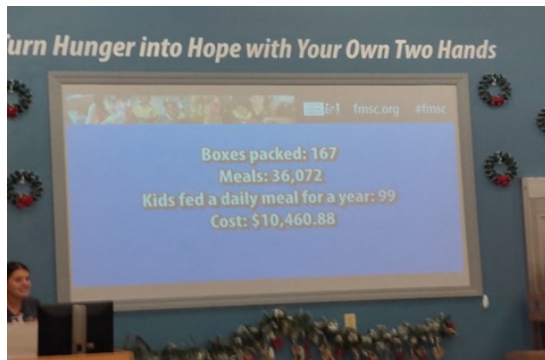 urn Hunger into Hope with Your Own Two Hands
fmsc.org #fmsc
Boxes packed: 167
Meals: 36,072
Kids fed a daily meal for a year: 99
Cost: $10,460.88